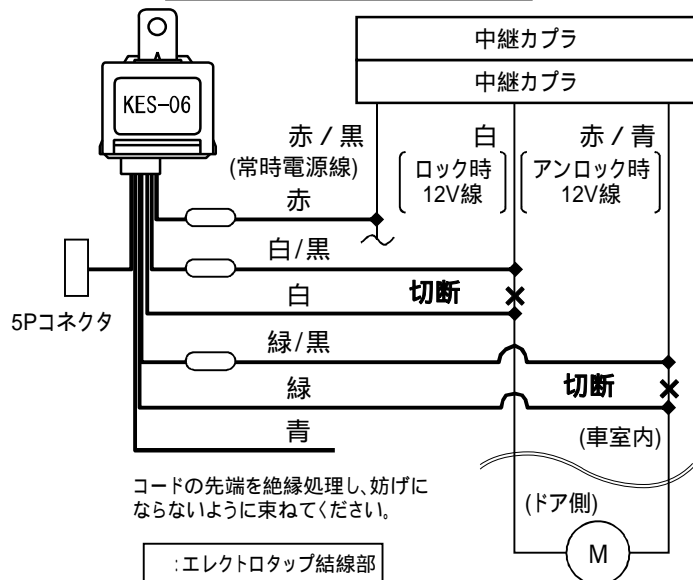 中継カプラ
中継カプラ
KES-06
赤/黒
(常時電源線)
白
ロック時
12V線
赤/青
アンロック時
12V線
赤
白/黒
白
切断
5Pコネクタ
緑/黒
緑
切断
青
(車室内)
コードの先端を絶縁処理し、妨げに
ならないように束ねてください。
(ドア側)
M
:エレクトロタップ結線部